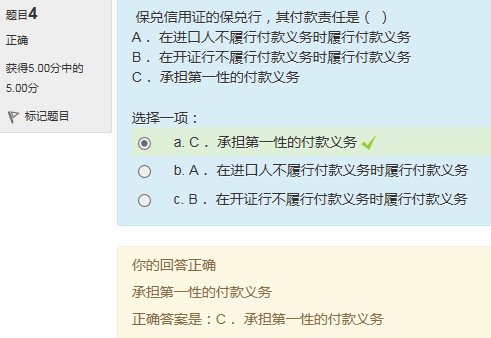 题目4
正确
获得5.00分中的
5.00分
标记题目
保兑信用证的保兑行，其付款责任是（ ）
A． 在进口人不履行付款义务时履行付款义务
B． 在开证行不履行付款义务时履行付款义务
C． 承担第一性的付款义务
选择一项：
a. C． 承担第一性的付款义务
b. A． 在进口人不履行付款义务时履行付款义务
c. B． 在开证行不履行付款义务时履行付款义务
你的回答正确
承担第一性的付款义务
正确答案是：C． 承担第一性的付款义务